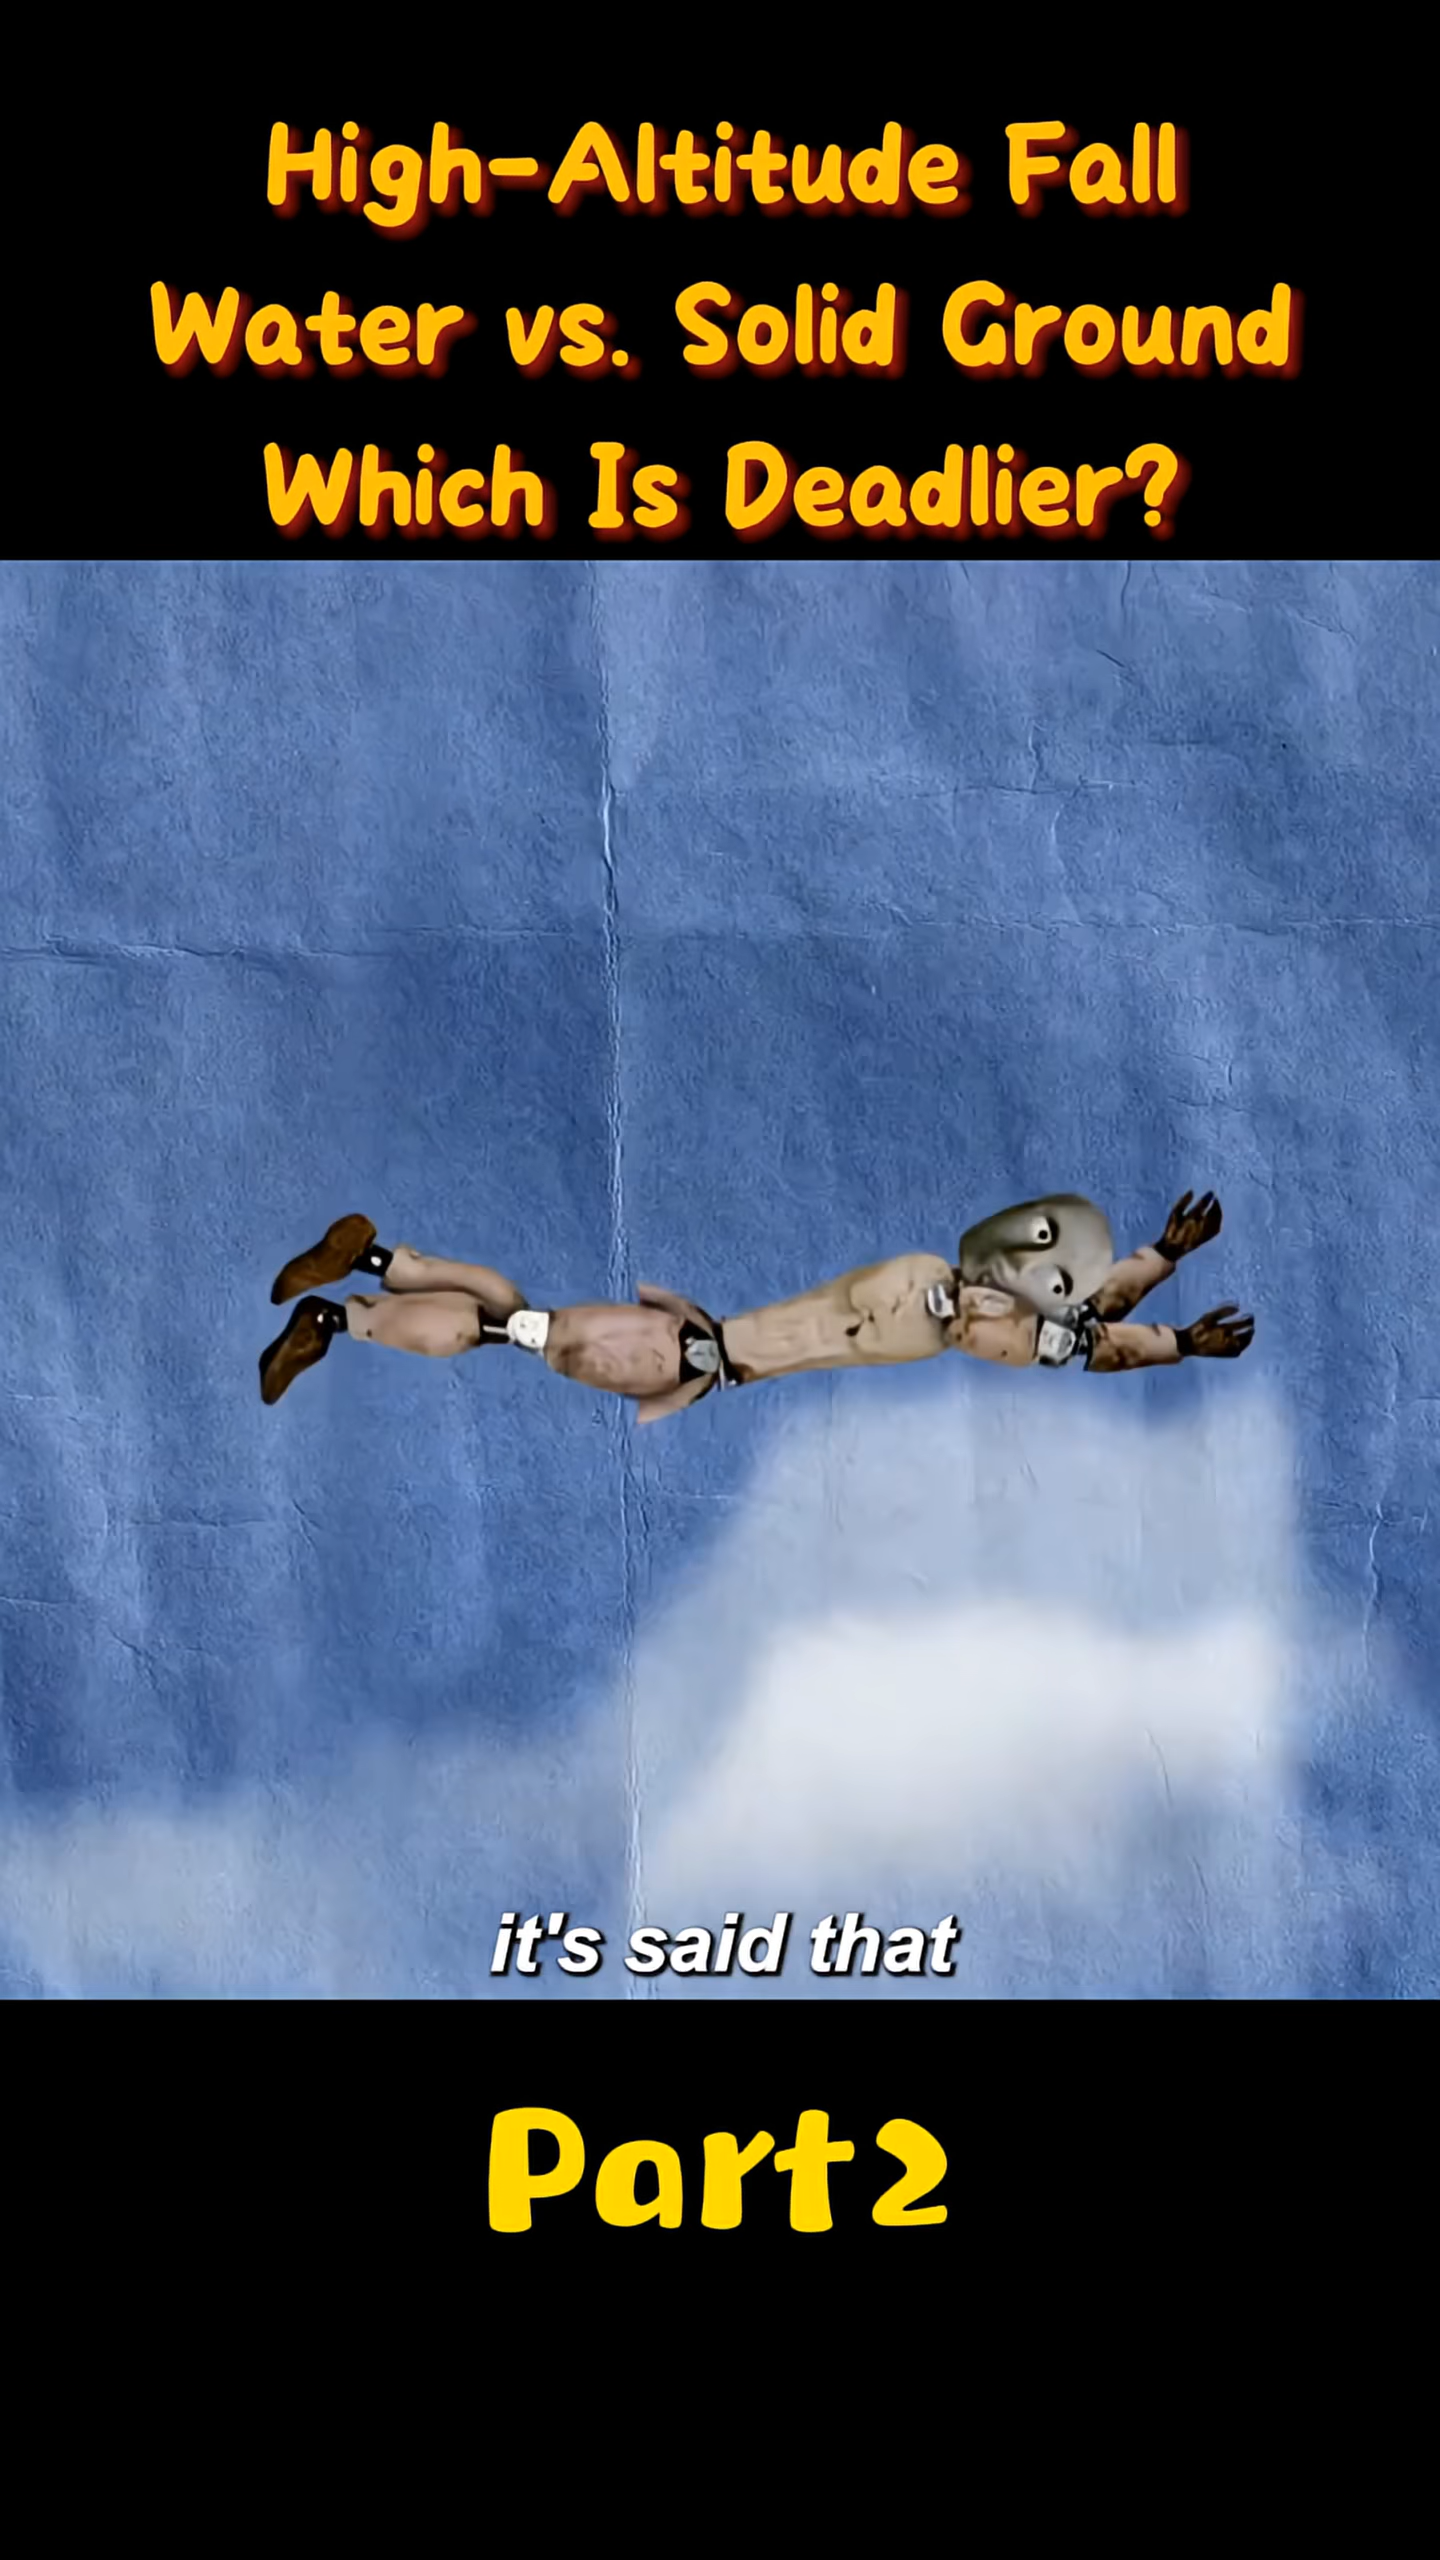 High-Altitude Fall
Water vs. Solid Ground
Which Is Deadlier?
it's said that
Part2